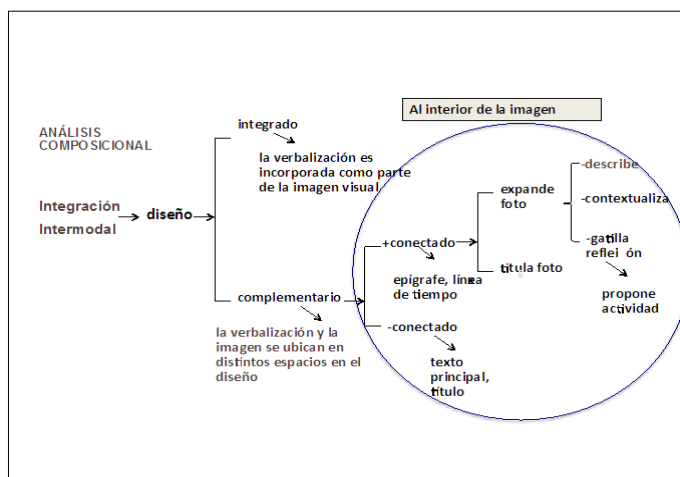 Al interior de la imagen
ANÁLISIS
COMPOSICIONAL
integrado
la verbalización es
incorporada como parte
de la imagen visual
Integración
Intermodal
diseño
complementario
la verbalización y la
imagen se ubican en
distintos espacios en el
diseño
+conectado
epígrafe, línea
de tiempo
-conectado
texto
principal,
título
expande
foto
titula foto
-describe
-contextualiza
-gatilla
reflei ón
propone
actividad